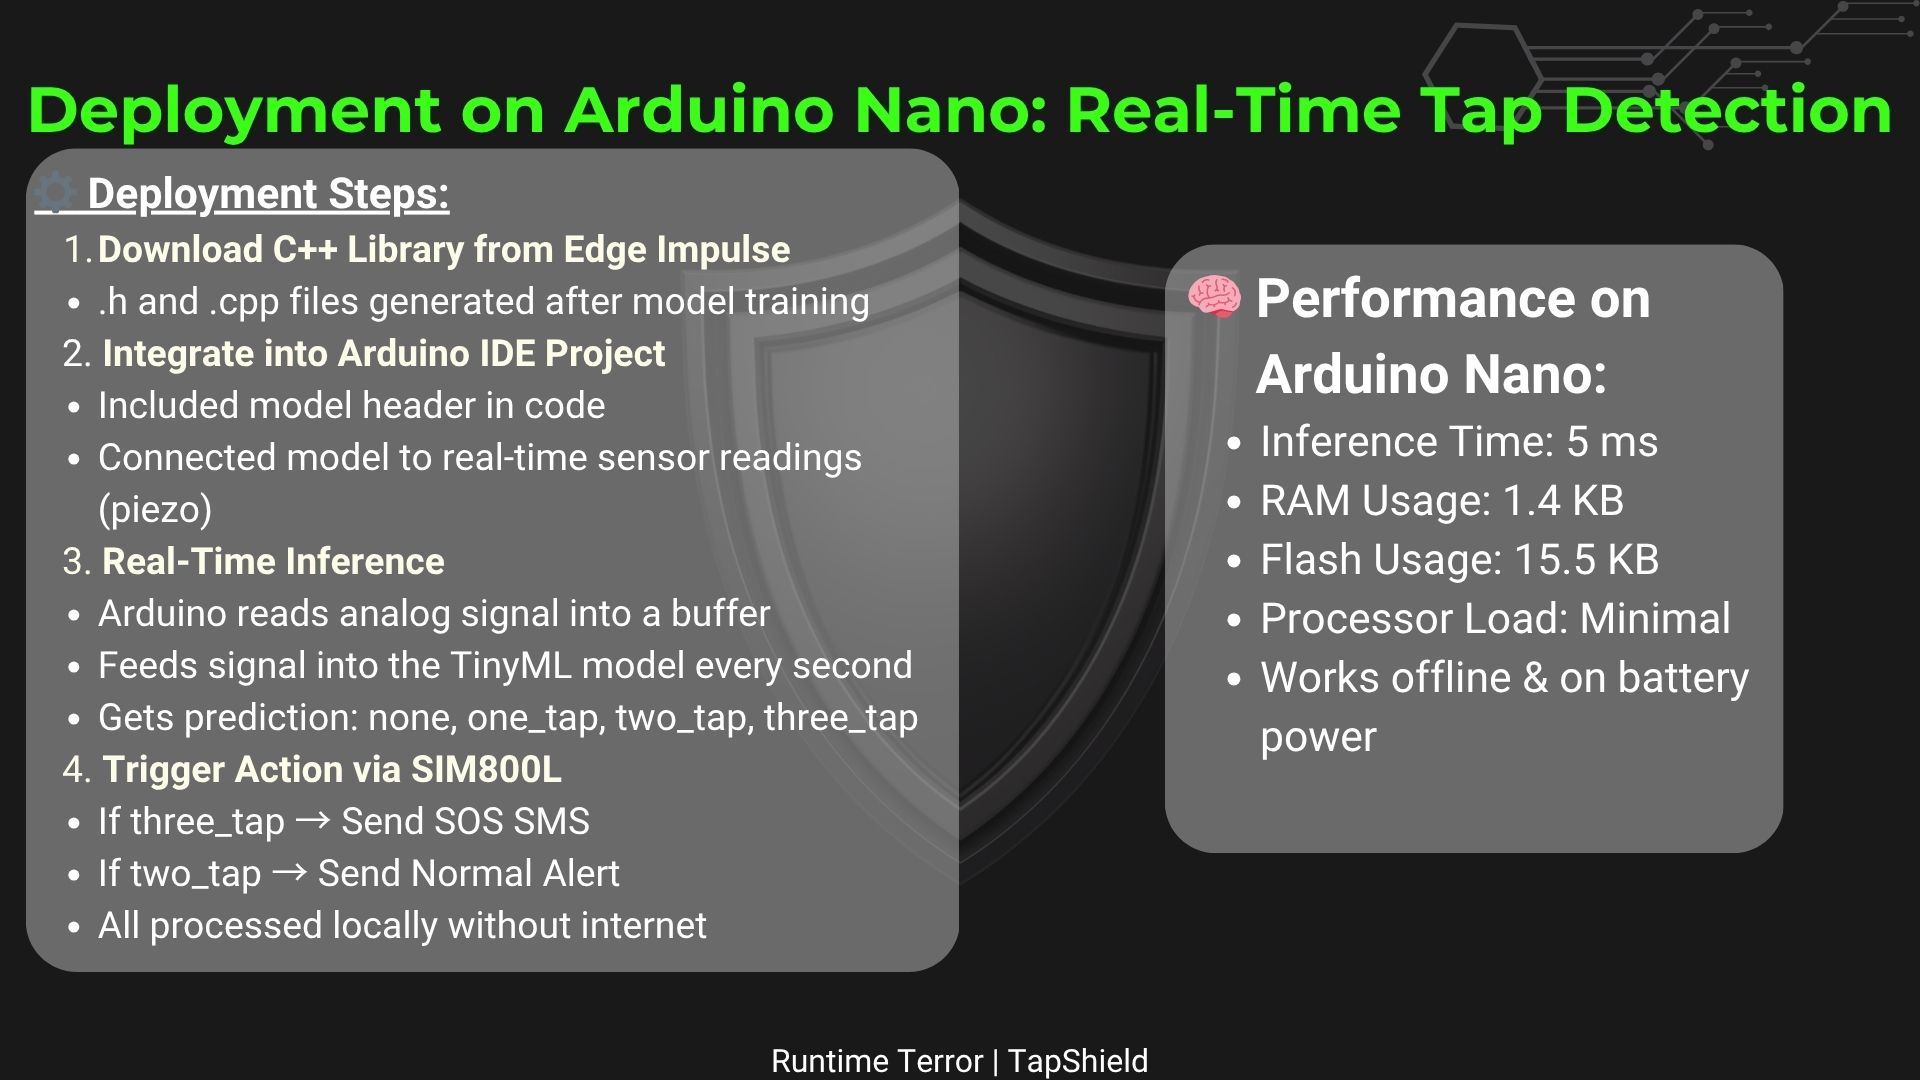 Deployment on Arduino Nano: Real-Time Tap Detection
⚙️ Deployment Steps:
1. Download C++ Library from Edge Impulse
• .h and .cpp files generated after model training
2. Integrate into Arduino IDE Project
• Included model header in code
• Connected model to real-time sensor readings
(piezo)
3. Real-Time Inference
• Arduino reads analog signal into a buffer
• Feeds signal into the TinyML model every second
• Gets prediction: none, one_tap, two_tap, three_tap
4. Trigger Action via SIM800L
• If three_tap → Send SOS SMS
• If two_tap → Send Normal Alert
• All processed locally without internet
🧠 Performance on
Arduino Nano:
• Inference Time: 5 ms
• RAM Usage: 1.4 KB
• Flash Usage: 15.5 KB
• Processor Load: Minimal
• Works offline & on battery
power
Runtime Terror | TapShield